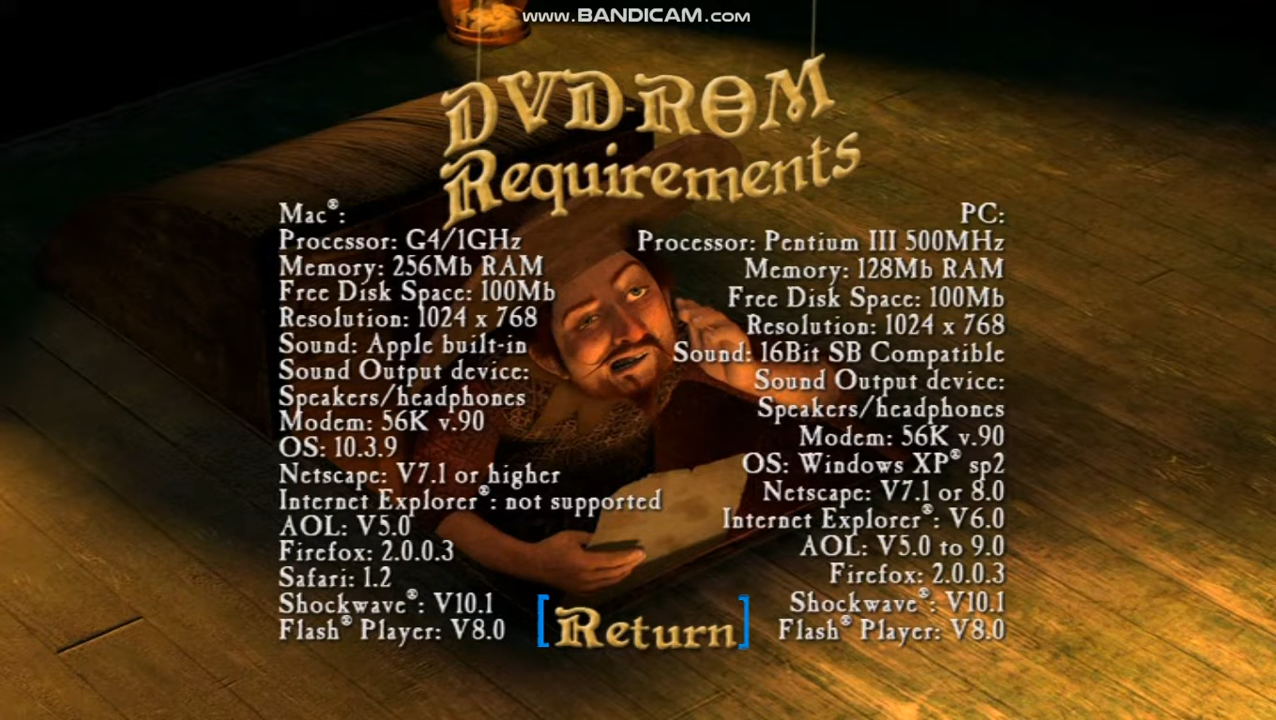 www.BANDICAM.com
DVD-ROM
Requirements
Mac®:
Processor: G4/1GHz
Memory: 256Mb RAM
Free Disk Space: 100Mb
Resolution: 1024 x 768
Sound: Apple built-in
Sound Output device:
Speakers/headphones
Modem: 56K v.90
OS: 10.3.9
Netscape: V7.1 or higher
Internet Explorer®: not supported
AOL: V5.0
Firefox: 2.0.0.3
Safari: 1.2
Shockwave®: V10.1
Flash® Player: V8.0
PC:
Processor: Pentium III 500MHz
Memory: 128Mb RAM
Free Disk Space: 100Mb
Resolution: 1024 x 768
Sound: 16Bit SB Compatible
Sound Output device:
Speakers/headphones
Modem: 56K v.90
OS: Windows XP® sp2
Netscape: V7.1 or 8.0
Internet Explorer®: V6.0
AOL: V5.0 to 9.0
Firefox: 2.0.0.3
Shockwave®: V10.1
Flash® Player: V8.0
[Return]